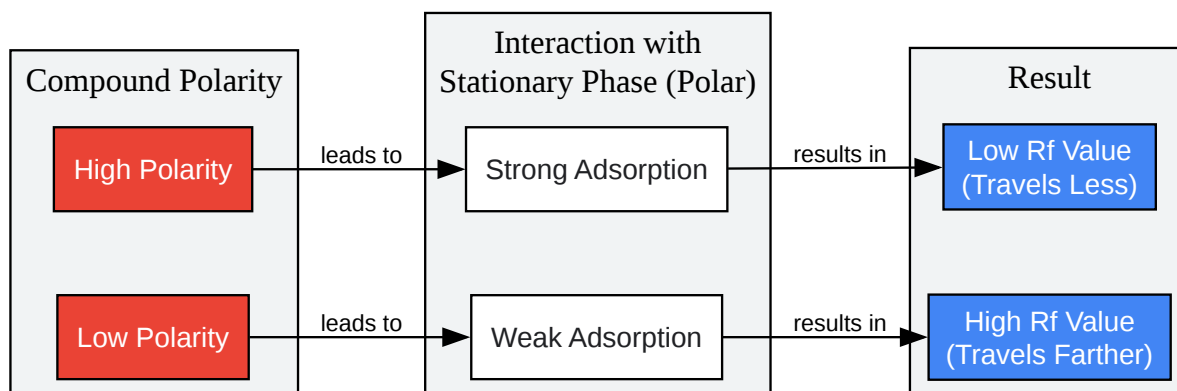 Compound Polarity
Interaction with
Stationary Phase (Polar)
Result
High Polarity
leads to
Strong Adsorption
results in
Low Rf Value
(Travels Less)
Low Polarity
leads to
Weak Adsorption
results in
High Rf Value
(Travels Farther)